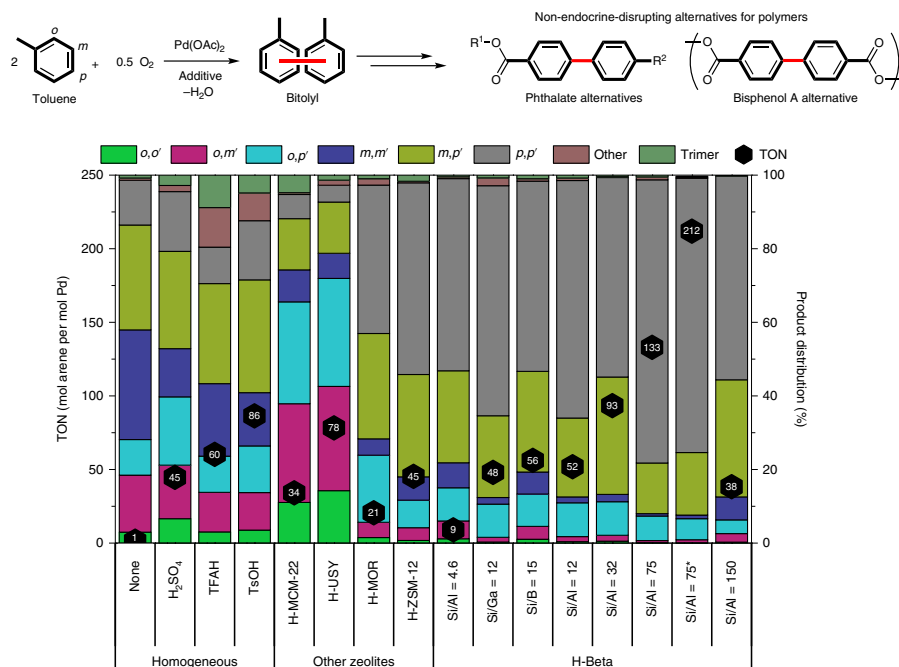 Non-endocrine-disrupting alternatives for polymers
o
m
p
2
+
0.5 O₂
Pd(OAc)₂
Additive
–H₂O
R¹
O
O
R²
O
O
O
O
Toluene
Bitolyl
Phthalate alternatives
Bisphenol A alternative
o,o′
o,m′
o,p′
m,m′
m,p′
p,p′
Other
Trimer
TON
TON (mol arene per mol Pd)
250
200
150
100
50
0
Product distribution (%)
100
80
60
40
20
0
1
45
60
86
34
78
21
45
9
48
56
52
93
133
212
38
None
H₂SO₄
TFAH
TsOH
H-MCM-22
H-USY
H-MOR
H-ZSM-12
Si/Al = 4.6
Si/Ga = 12
Si/B = 15
Si/Al = 12
Si/Al = 32
Si/Al = 75
Si/Al = 75*
Si/Al = 150
Homogeneous
Other zeolites
H-Beta